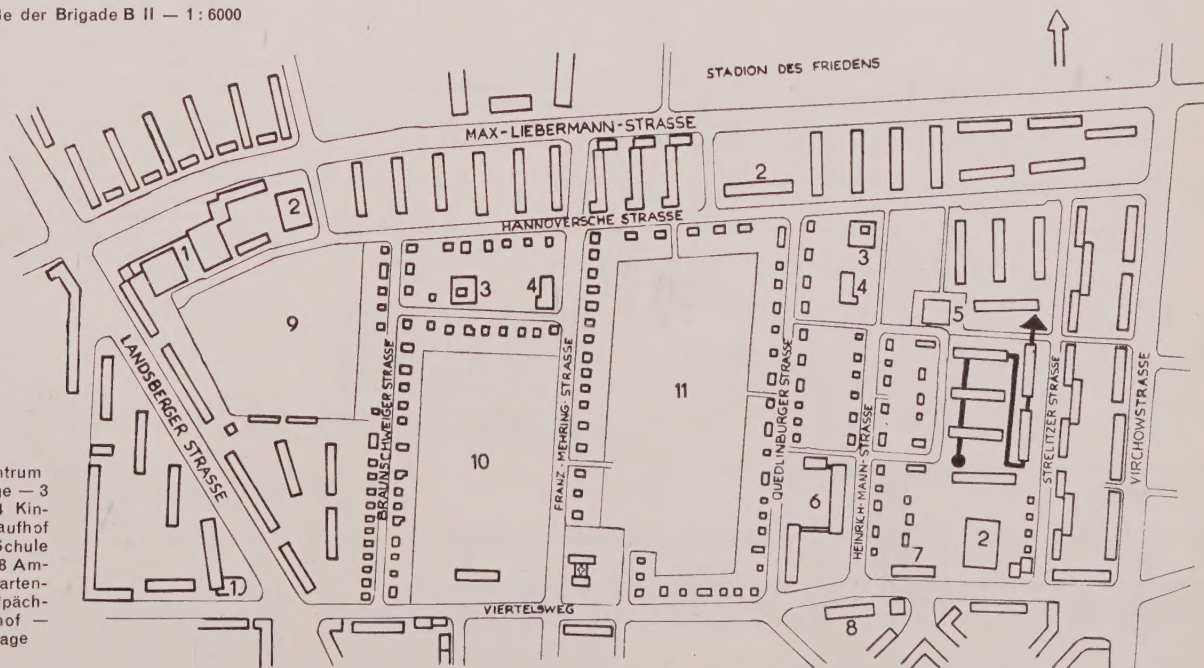 e der Brigade B II — 1 : 6000
STADION DES FRIEDENS
MAX-LIEBERMANN-STRASSE
2
2
HANNOVERSCHE STRASSE
1
3
3
4
4
5
9
LANDSBERGER STRASSE
BRAUNSCHWEIGER STRASSE
FRANZ-MEHRING-STRASSE
11
QUEDLINBURGER STRASSE
HEINRICH-MANN-STRASSE
STRELITZER STRASSE
VIRCHOWSTRASSE
10
6
2
7
1
VIERTELSWEG
8
trum
ge — 3
4 Kin-
aufhof
Schule
8 Am-
arten-
päch-
hof —
age